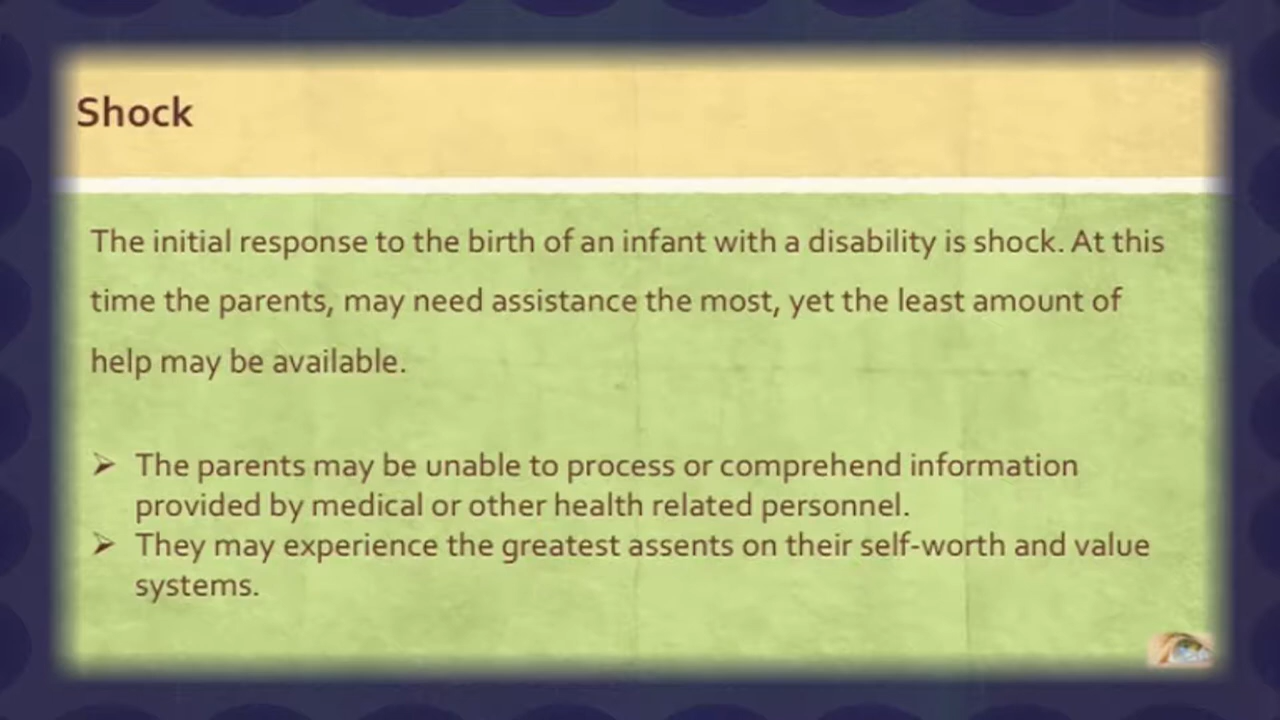 Shock
The initial response to the birth of an infant with a disability is shock. At this
time the parents, may need assistance the most, yet the least amount of
help may be available.
➢ The parents may be unable to process or comprehend information
provided by medical or other health related personnel.
➢ They may experience the greatest assents on their self-worth and value
systems.